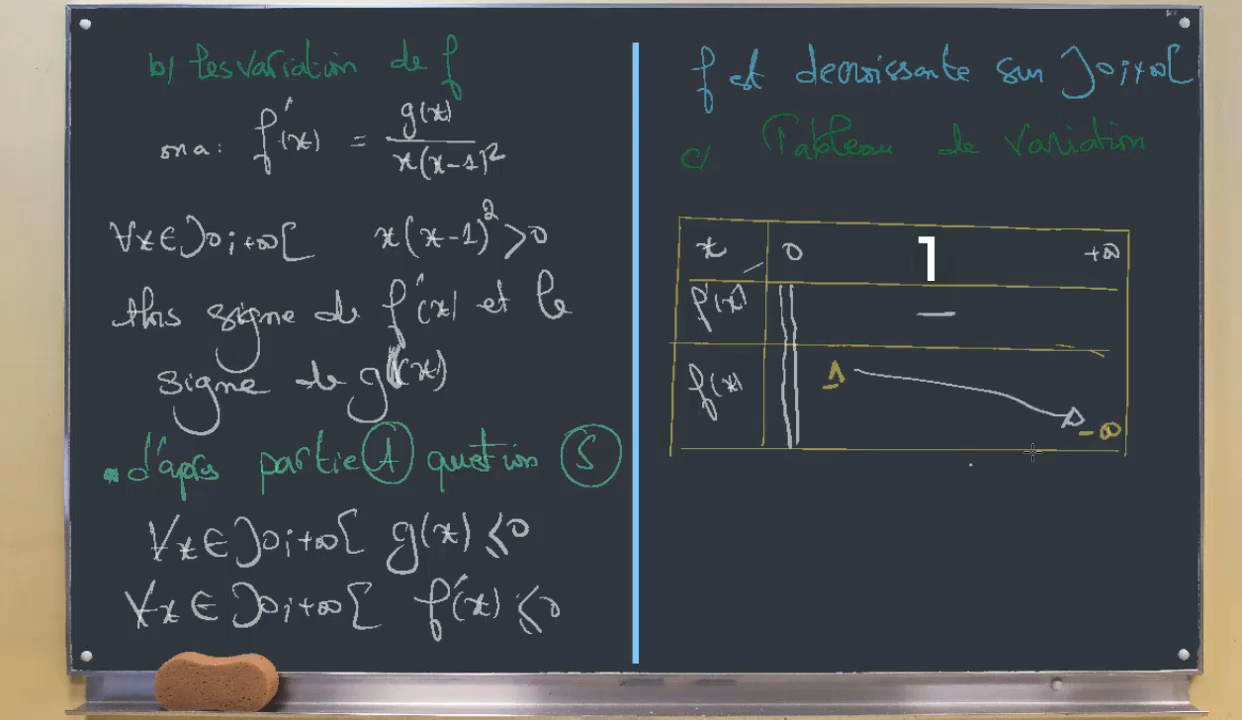 b) les variation de f
on a : f'(x) = g(x) / x(x-1)²
∀x∈]0;+∞[ x(x-1)²>0
signe de f'(x) et le
signe de g(x)
d'après partie A question 5
∀x∈]0;+∞[ g(x) ⩽0
∀x∈]0;+∞[ f'(x) ⩽0
f est decroissante sur ]0;+∞[
c) Tableau de variation
x 0 1 +∞
f'(x) −
f(x) 1 -∞